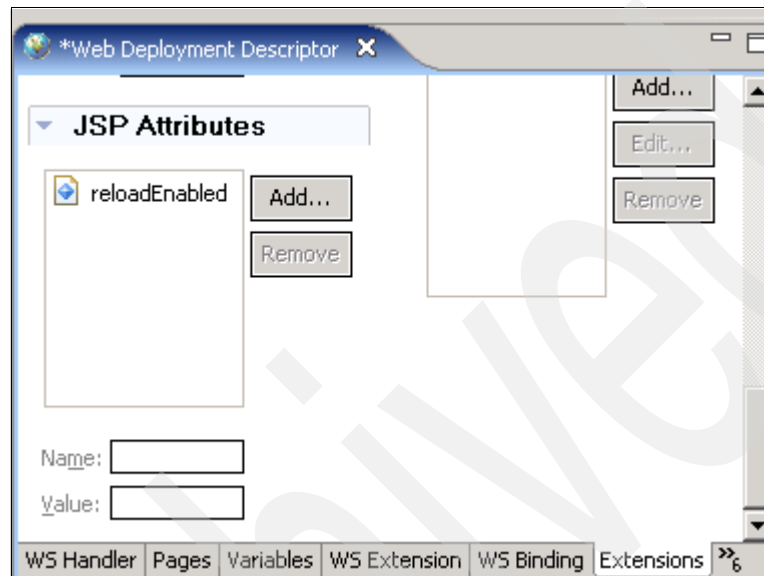 *Web Deployment Descriptor
Add...
JSP Attributes
Edit...
reloadEnabled
Add...
Remove
Remove
Name:
Value:
WS Handler Pages Variables WS Extension WS Binding Extensions »6